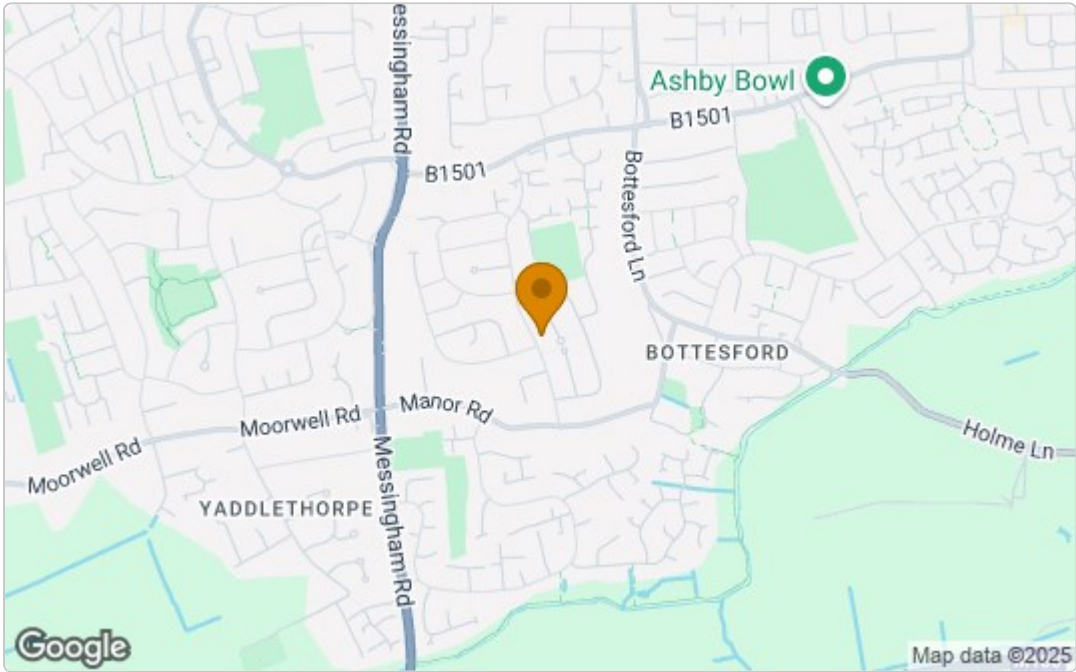 essingham Rd
Ashby Bowl
B1501
B1501
Bottesford Ln
BOTTESFORD
Manor Rd
Moorwell Rd
Moorwell Rd
Holme Ln
YADDLETHORPE
Messingham Rd
Google
Map data ©2025